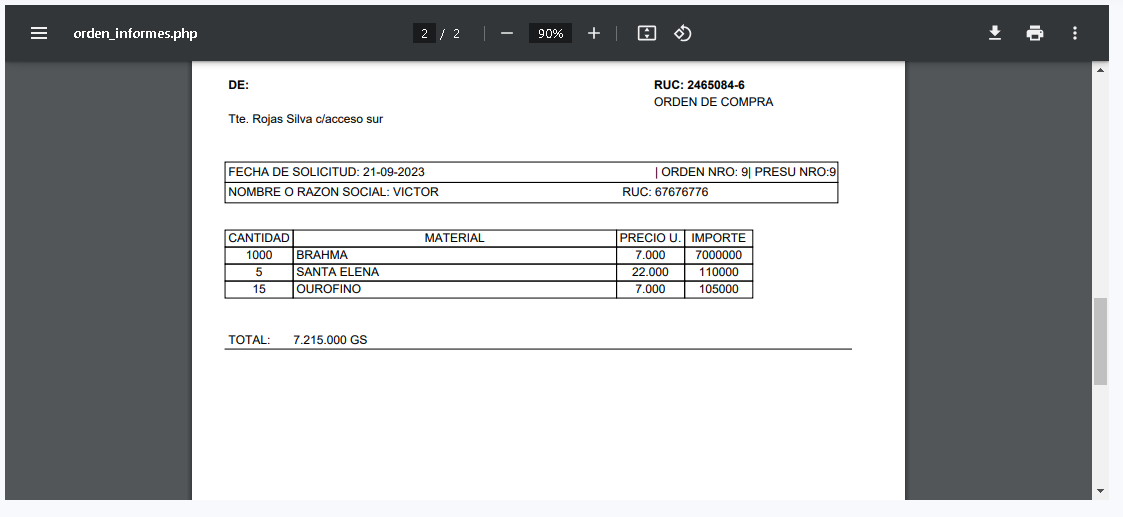 orden_informes.php 2 / 2 90%
DE: RUC: 2465084-6
ORDEN DE COMPRA
Tte. Rojas Silva c/acceso sur
FECHA DE SOLICITUD: 21-09-2023 | ORDEN NRO: 9| PRESU NRO:9
NOMBRE O RAZON SOCIAL: VICTOR RUC: 67676776
CANTIDAD MATERIAL PRECIO U. IMPORTE
1000 BRAHMA 7.000 7000000
5 SANTA ELENA 22.000 110000
15 OUROFINO 7.000 105000
TOTAL: 7.215.000 GS